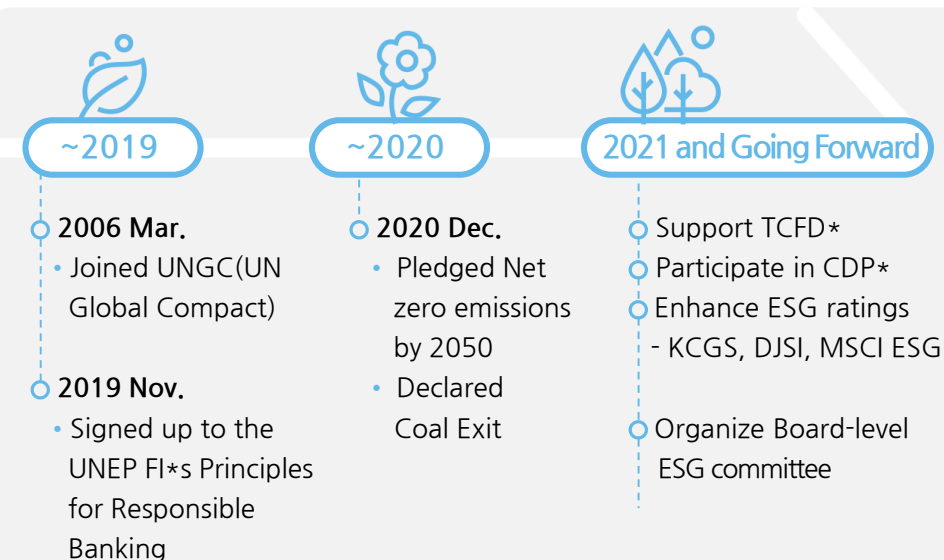 ~2019
2006 Mar.
• Joined UNGC(UN
Global Compact)
2019 Nov.
• Signed up to the
UNEP FI*s Principles
for Responsible
Banking
~2020
2020 Dec.
• Pledged Net
zero emissions
by 2050
• Declared
Coal Exit
2021 and Going Forward
Support TCFD*
Participate in CDP*
Enhance ESG ratings
- KCGS, DJSI, MSCI ESG
Organize Board-level
ESG committee